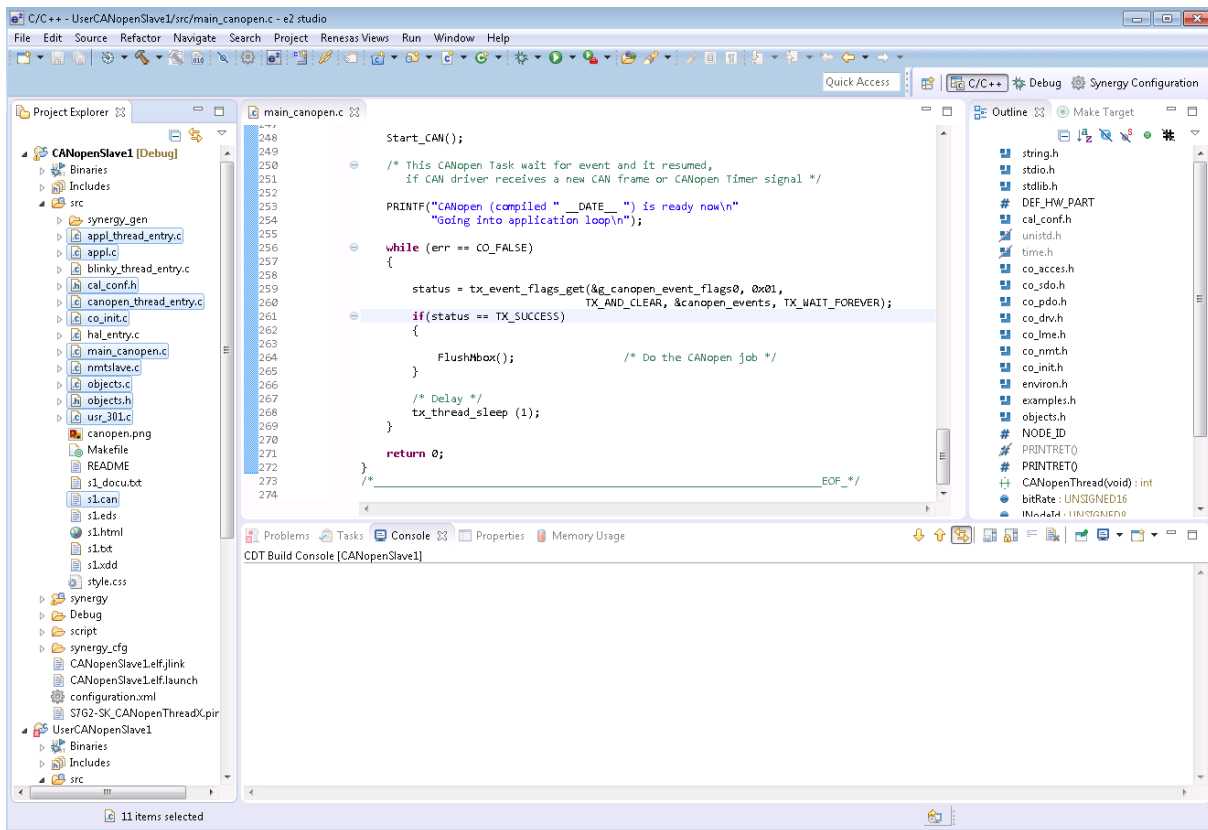 C/C++ - UserCANopenSlave1/src/main_canopen.c - e2 studio
File Edit Source Refactor Navigate Search Project Renesas Views Run Window Help
Quick Access C/C++ Debug Synergy Configuration
Project Explorer
CANopenSlave1 [Debug]
Binaries
Includes
src
synergy_gen
appl_thread_entry.c
appl.c
blinky_thread_entry.c
cal_conf.h
canopen_thread_entry.c
co_init.c
hal_entry.c
main_canopen.c
nmtslave.c
objects.c
objects.h
usr_301.c
canopen.png
Makefile
README
s1_docu.txt
s1.can
s1.eds
s1.html
s1.txt
s1.xdd
style.css
synergy
Debug
script
synergy_cfg
CANopenSlave1.elf.jlink
CANopenSlave1.elf.launch
configuration.xml
S7G2-SK_CANopenThreadX.pin
UserCANopenSlave1
Binaries
Includes
src
main_canopen.c
247
248 Start_CAN();
249
250 /* This CANopen Task wait for event and it resumed,
251 if CAN driver receives a new CAN frame or CANopen Timer signal */
252
253 PRINTF("CANopen (compiled " __DATE__ ") is ready now\n"
254 "Going into application loop\n");
255
256 while (err == CO_FALSE)
257 {
258
259 status = tx_event_flags_get(&g_canopen_event_flags0, 0x01,
260 TX_AND_CLEAR, &canopen_events, TX_WAIT_FOREVER);
261 if(status == TX_SUCCESS)
262 {
263
264 FlushMbox(); /* Do the CANopen job */
265 }
266
267 /* Delay */
268 tx_thread_sleep (1);
269 }
270
271 return 0;
272 }
273 /*______________________________________________________________________EOF_*/
274
Outline Make Target
string.h
stdio.h
stdlib.h
DEF_HW_PART
cal_conf.h
unistd.h
time.h
co_acces.h
co_sdo.h
co_pdo.h
co_drv.h
co_lme.h
co_nmt.h
co_init.h
environ.h
examples.h
objects.h
NODE_ID
PRINTRET()
PRINTRET()
CANopenThread(void) : int
bitRate : UNSIGNED16
lNodeId : UNSIGNED8
Problems Tasks Console Properties Memory Usage
CDT Build Console [CANopenSlave1]
11 items selected